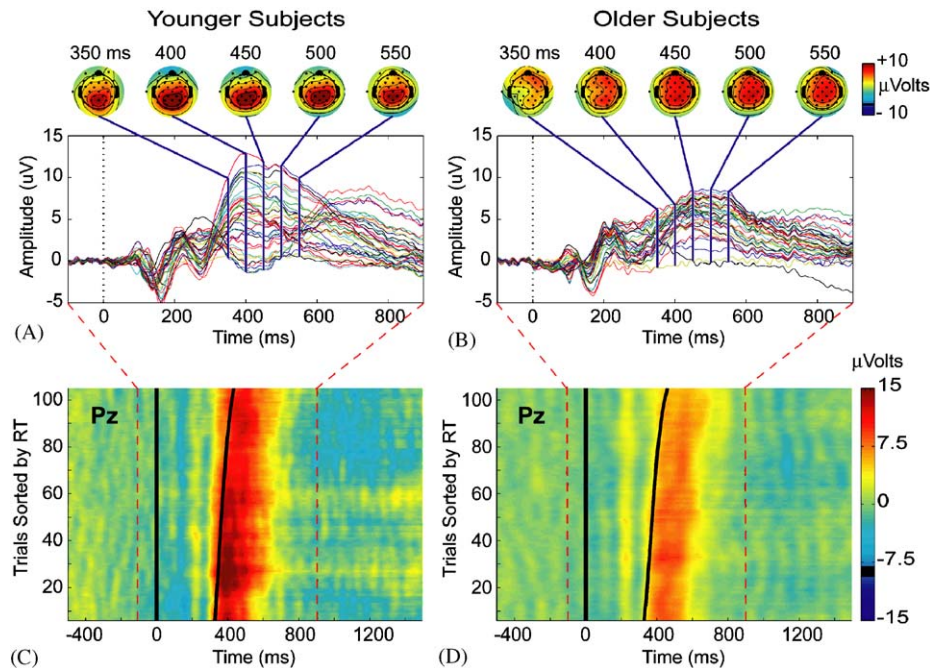 Younger Subjects
Older Subjects
350 ms 400 450 500 550
350 ms 400 450 500 550
+10
μVolts
- 10
Amplitude (uV)
15
10
5
0
-5
0 200 400 600 800
Time (ms)
(A)
Amplitude (uV)
15
10
5
0
-5
0 200 400 600 800
Time (ms)
(B)
Trials Sorted by RT
100
80
60
40
20
Pz
-400 0 400 800 1200
Time (ms)
(C)
Trials Sorted by RT
100
80
60
40
20
Pz
-400 0 400 800 1200
Time (ms)
(D)
μVolts
15
7.5
0
-7.5
-15